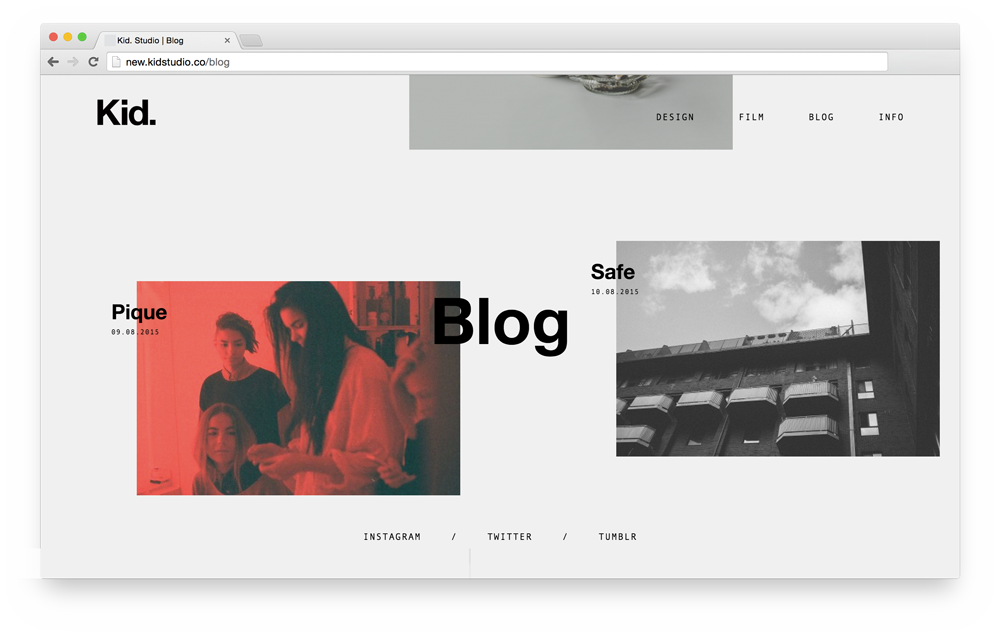 Kid. Studio | Blog
new.kidstudio.co/blog
Kid.
DESIGN FILM BLOG INFO
Safe
10.08.2015
Pique
09.08.2015
Blog
INSTAGRAM / TWITTER / TUMBLR